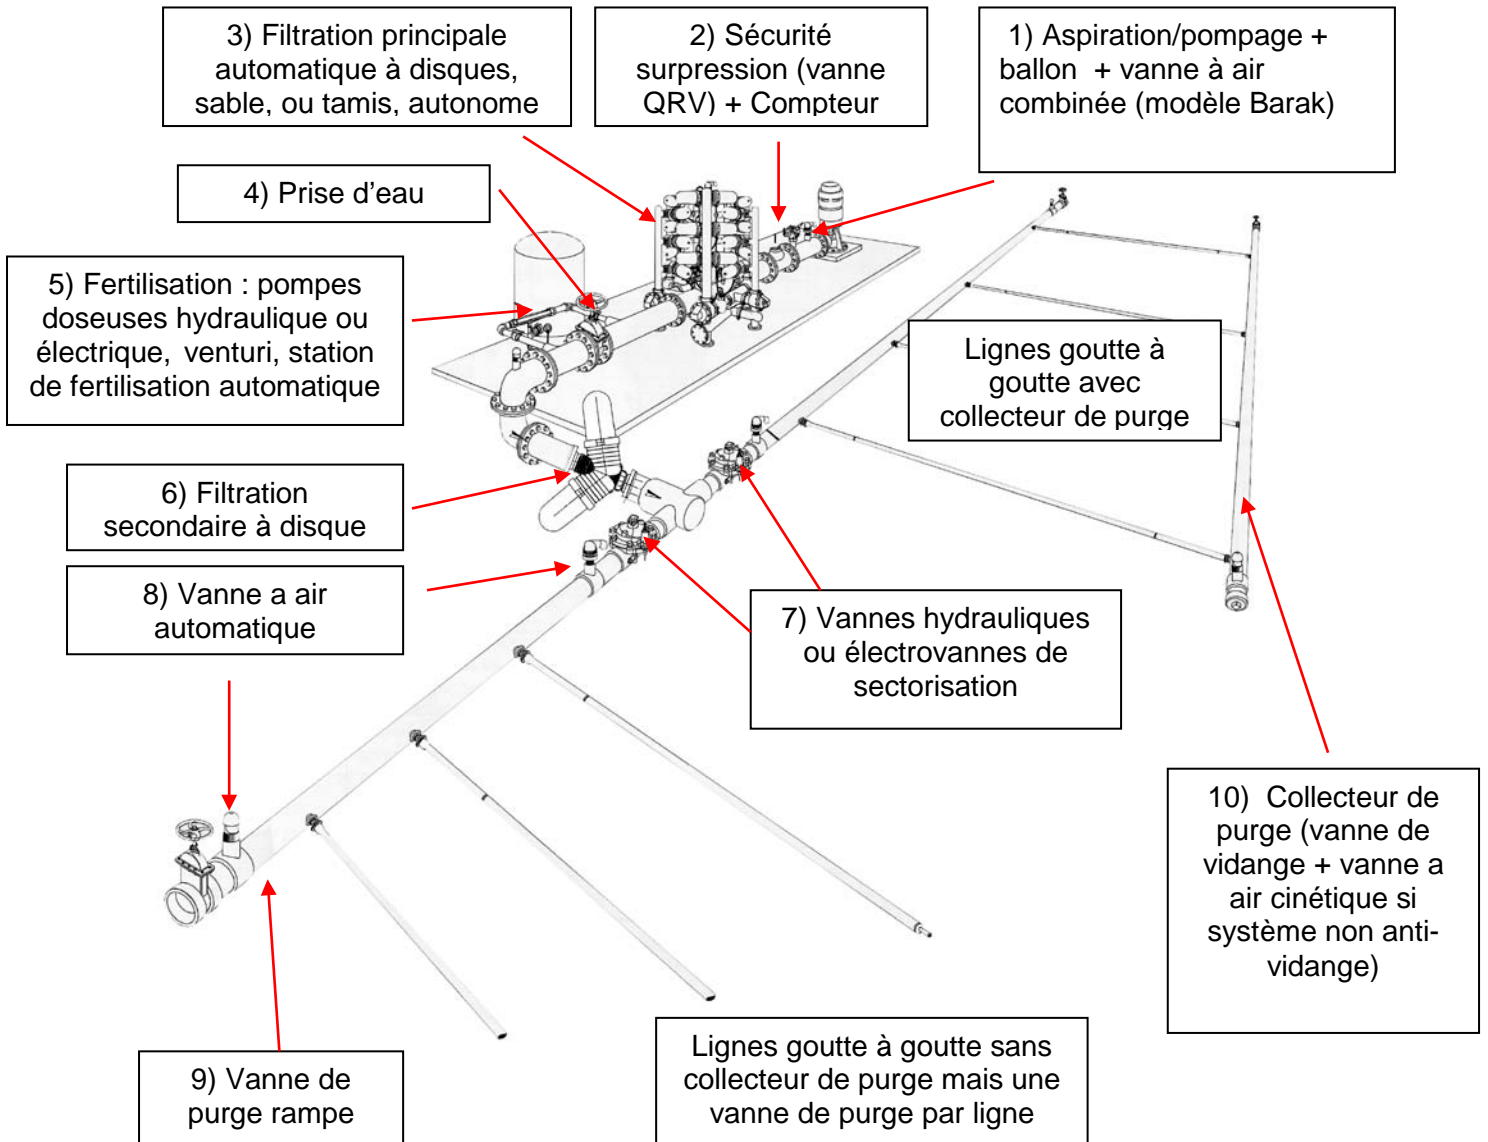 3) Filtration principale
automatique à disques,
sable, ou tamis, autonome
2) Sécurité
surpression (vanne
QRV) + Compteur
1) Aspiration/pompage +
ballon + vanne à air
combinée (modèle Barak)
4) Prise d’eau
5) Fertilisation : pompes
doseuses hydraulique ou
électrique, venturi, station
de fertilisation automatique
Lignes goutte à
goutte avec
collecteur de purge
6) Filtration
secondaire à disque
8) Vanne a air
automatique
7) Vannes hydrauliques
ou électrovannes de
sectorisation
10) Collecteur de
purge (vanne de
vidange + vanne a
air cinétique si
système non anti-
vidange)
9) Vanne de
purge rampe
Lignes goutte à goutte sans
collecteur de purge mais une
vanne de purge par ligne